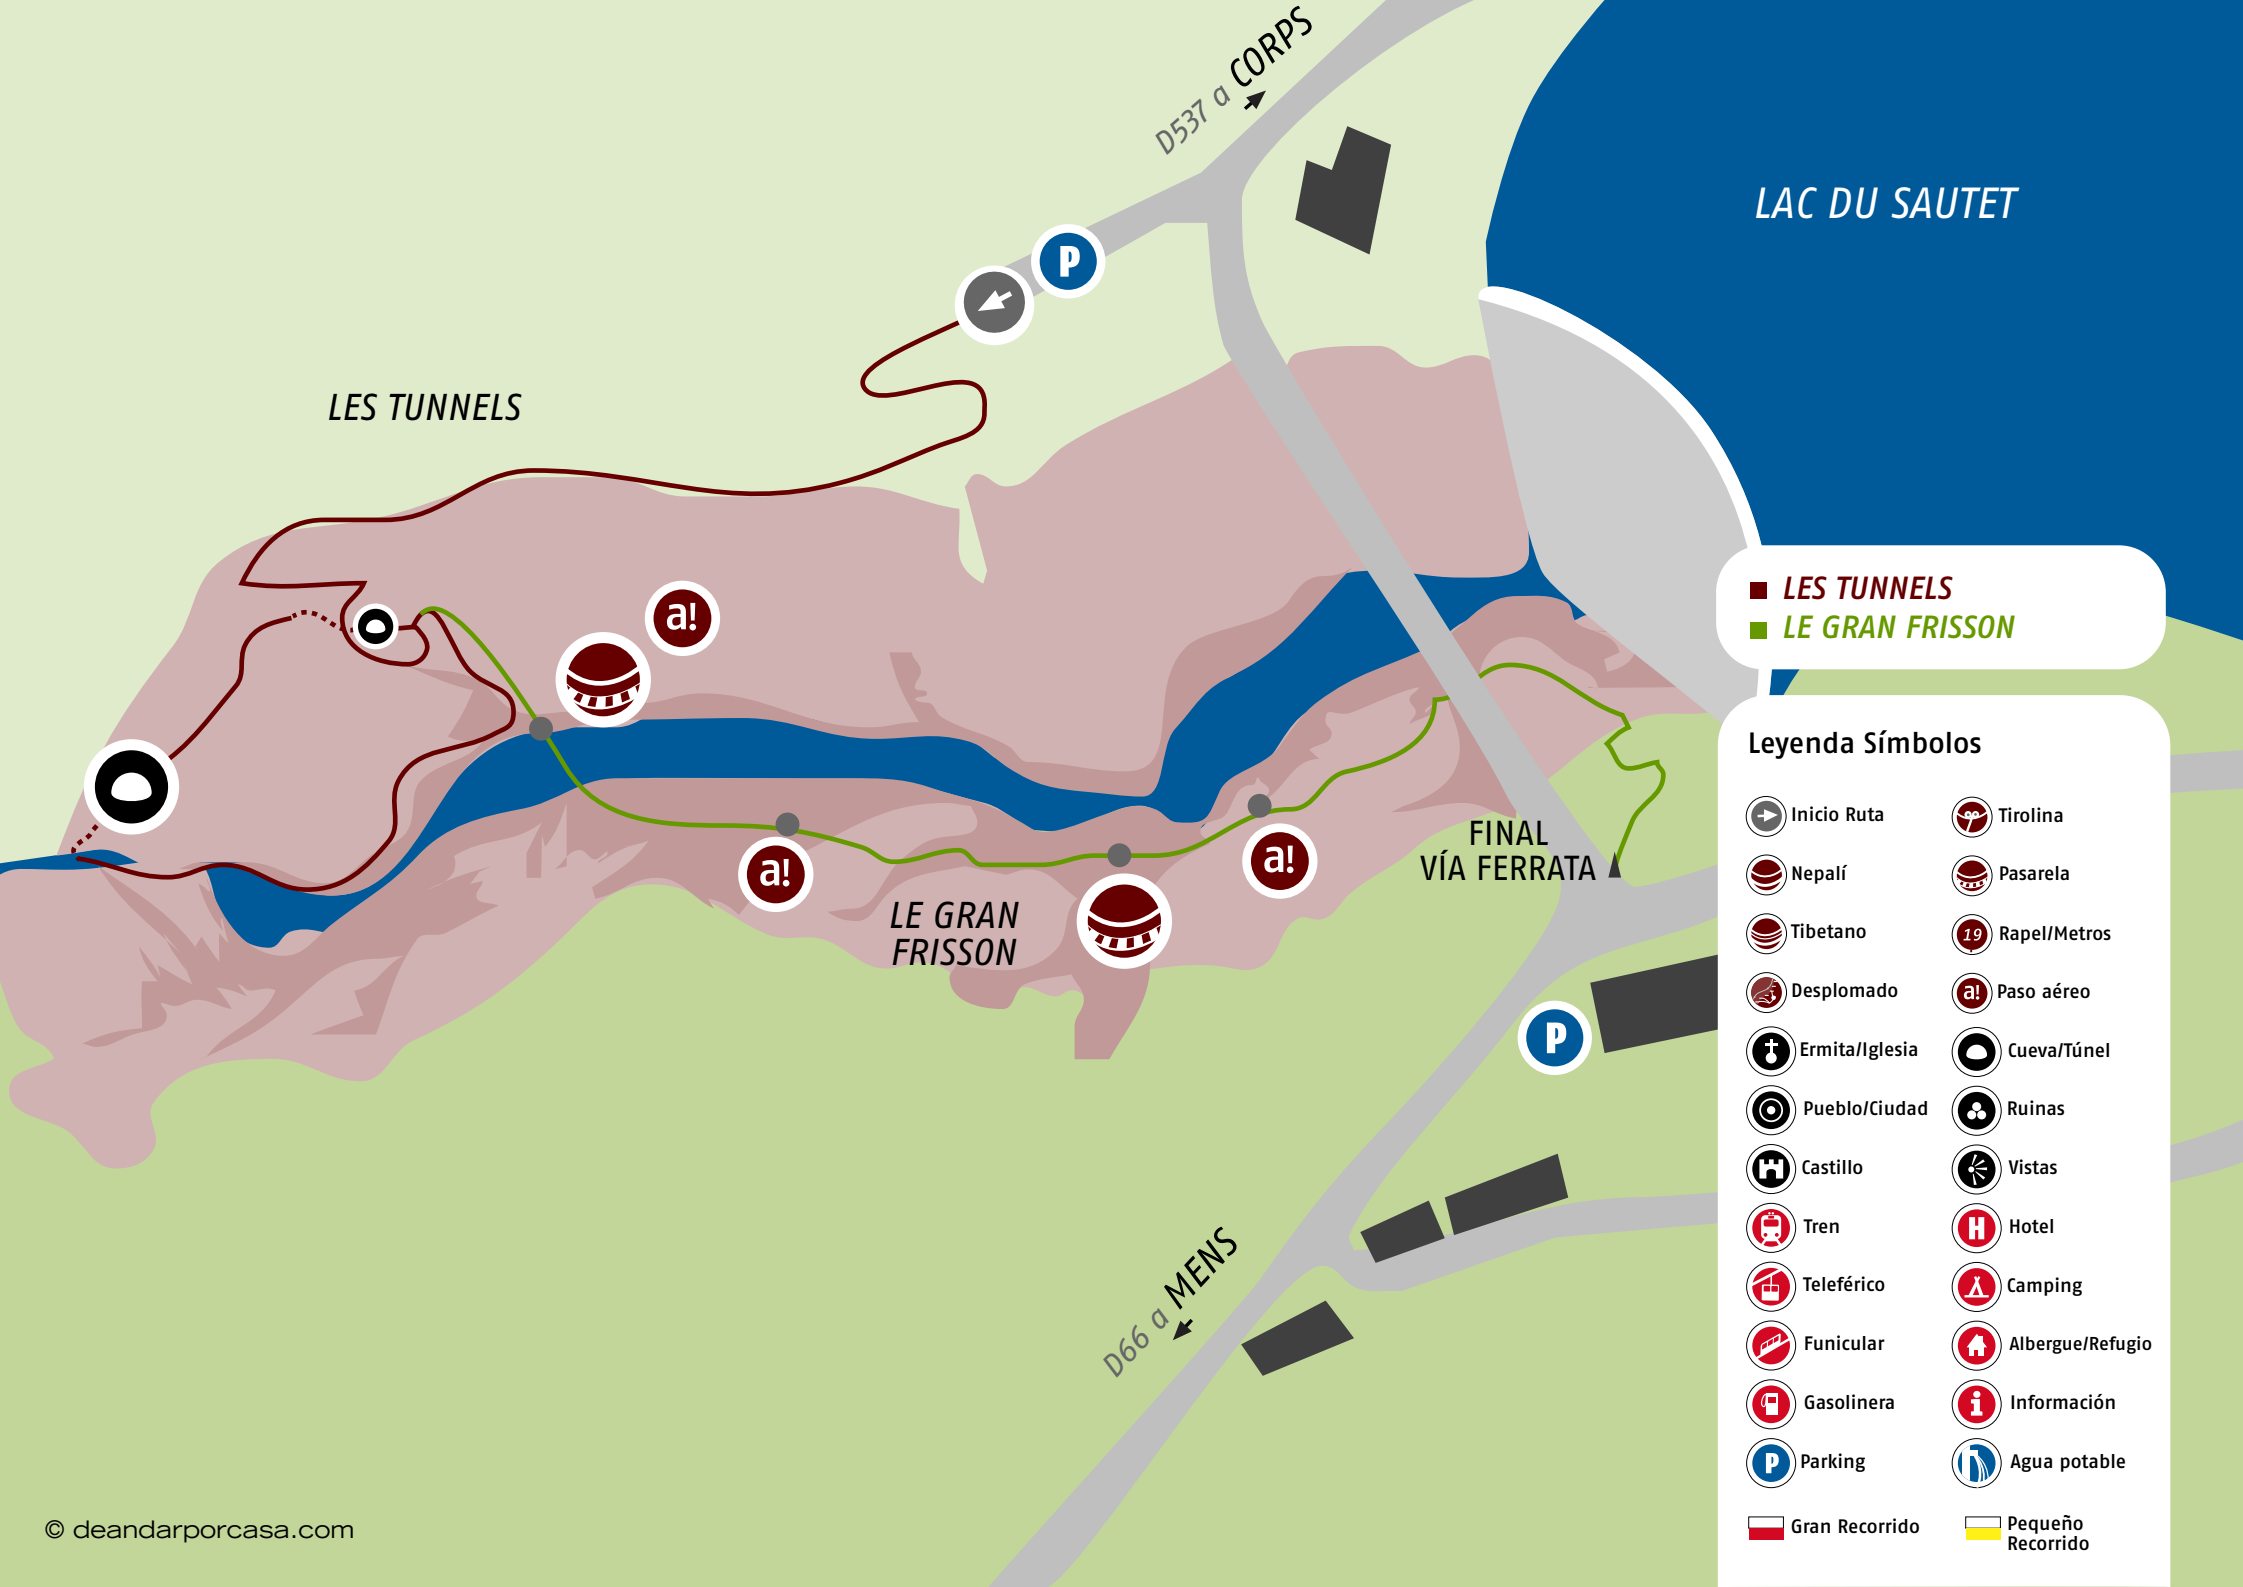 D537 a CORPS
P
LAC DU SAUTET
LES TUNNELS
LES TUNNELS
LE GRAN FRISSON
a!
a!
a!
LE GRAN
FRISSON
FINAL
VÍA FERRATA
P
D66 a MENS
Leyenda Símbolos
Inicio Ruta
Tirolina
Nepalí
Pasarela
Tibetano
19 Rapel/Metros
Desplomado
a! Paso aéreo
Ermita/Iglesia
Cueva/Túnel
Pueblo/Ciudad
Ruinas
Castillo
Vistas
Tren
H Hotel
Teleférico
Camping
Funicular
Albergue/Refugio
Gasolinera
i Información
P Parking
Agua potable
Gran Recorrido
Pequeño
Recorrido
© deandarporcasa.com